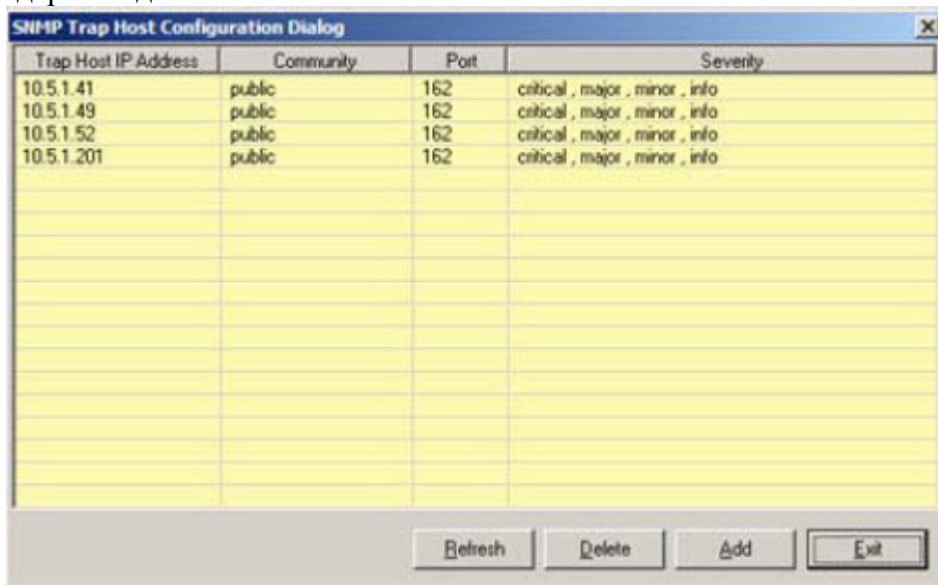 SNMP Trap Host Configuration Dialog
Trap Host IP Address Community Port Severity
10.5.1.41 public 162 critical , major , minor , info
10.5.1.49 public 162 critical , major , minor , info
10.5.1.52 public 162 critical , major , minor , info
10.5.1.201 public 162 critical , major , minor , info
Refresh Delete Add Exit